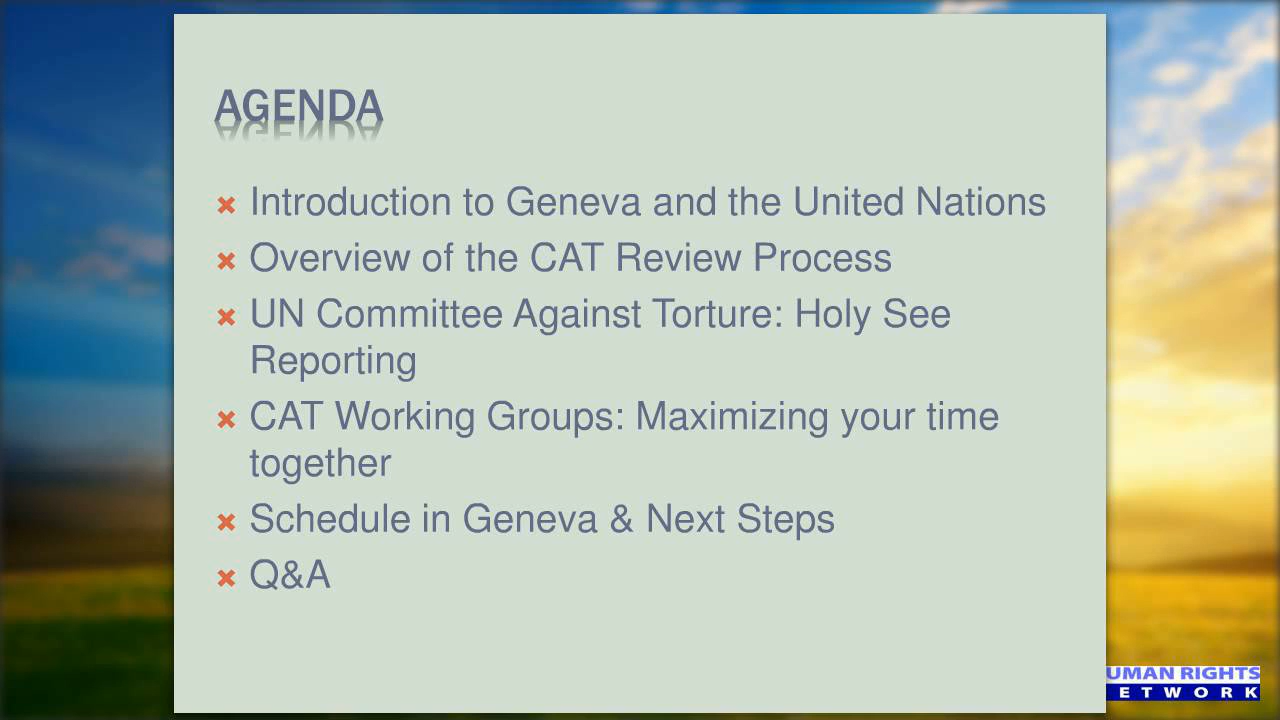 AGENDA
Introduction to Geneva and the United Nations
Overview of the CAT Review Process
UN Committee Against Torture: Holy See
Reporting
CAT Working Groups: Maximizing your time
together
Schedule in Geneva & Next Steps
Q&A
UMAN RIGHTS
ETWORK